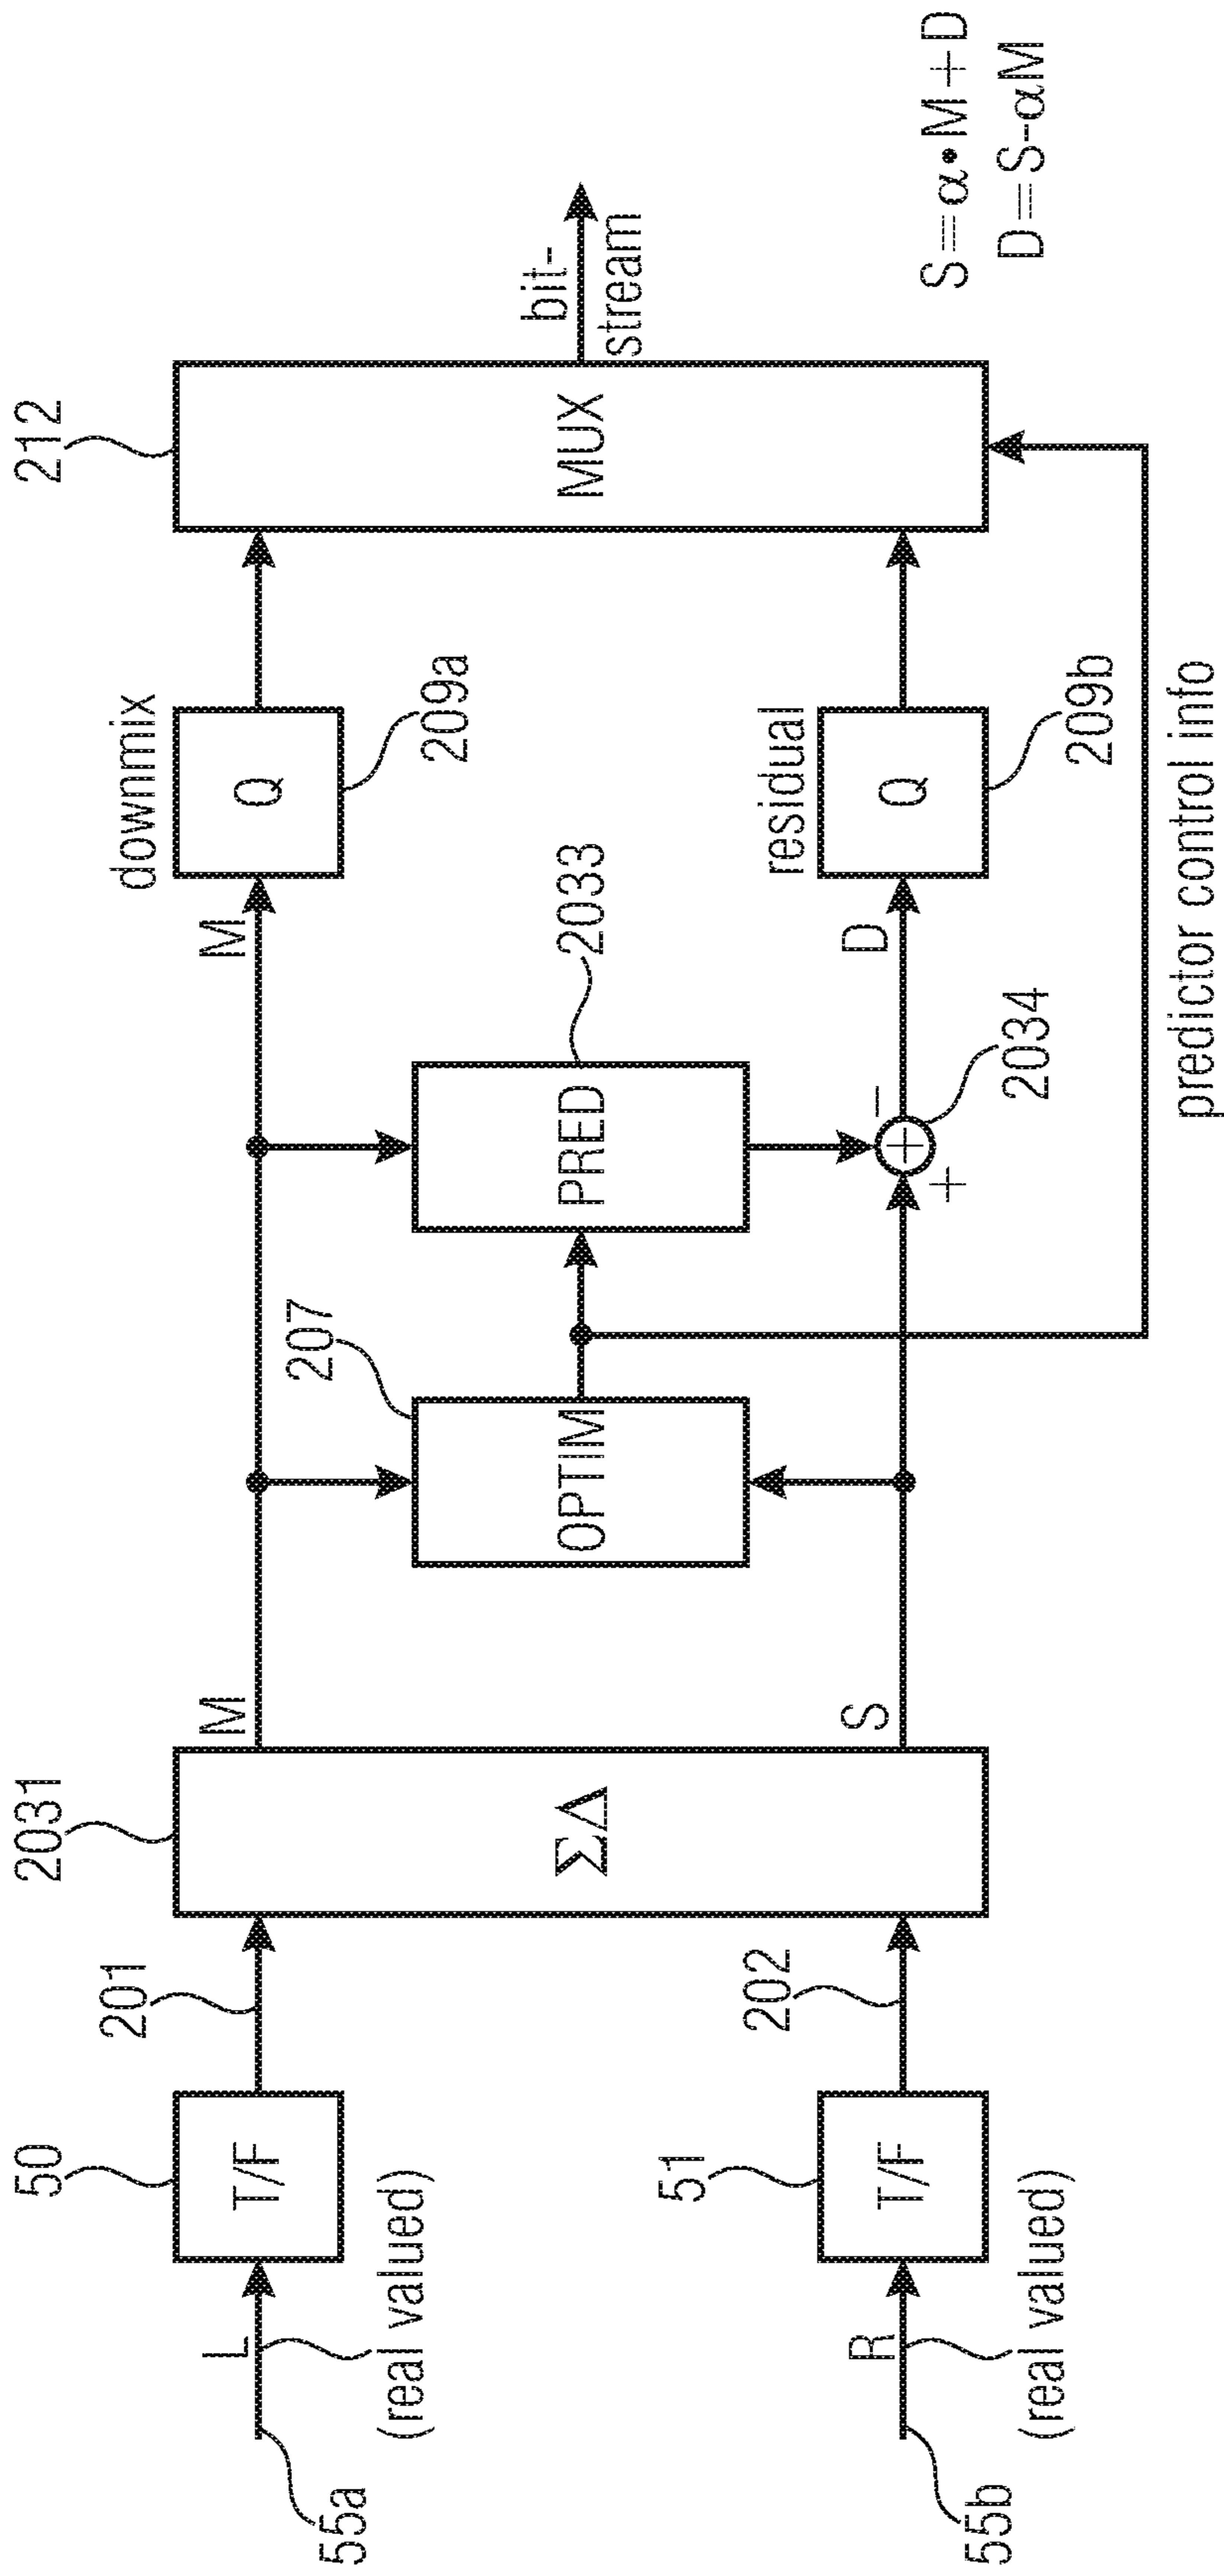 55a
L
(real valued)
50
T/F
201
2031
ΣΔ
M
207
OPTIM
PRED
2033
M
downmix
Q
209a
212
MUX
bit-
stream
55b
R
(real valued)
51
T/F
202
S
+
+
−
2034
D
residual
Q
209b
predictor control info
S=α•M+D
D=S-αM